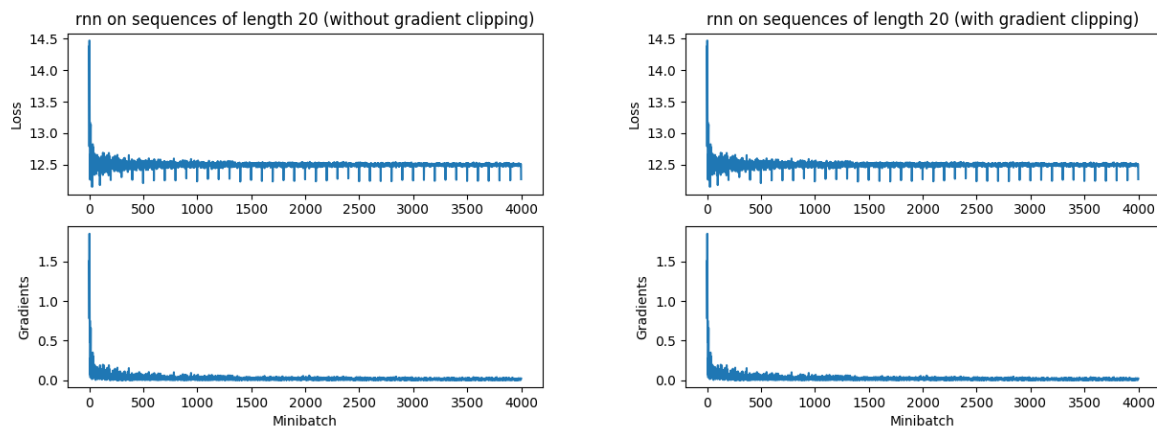 rnn on sequences of length 20 (without gradient clipping)
14.5
14.0
13.5
13.0
12.5
Loss
0 500 1000 1500 2000 2500 3000 3500 4000
1.5
1.0
0.5
0.0
Gradients
0 500 1000 1500 2000 2500 3000 3500 4000
Minibatch
rnn on sequences of length 20 (with gradient clipping)
14.5
14.0
13.5
13.0
12.5
Loss
0 500 1000 1500 2000 2500 3000 3500 4000
1.5
1.0
0.5
0.0
Gradients
0 500 1000 1500 2000 2500 3000 3500 4000
Minibatch